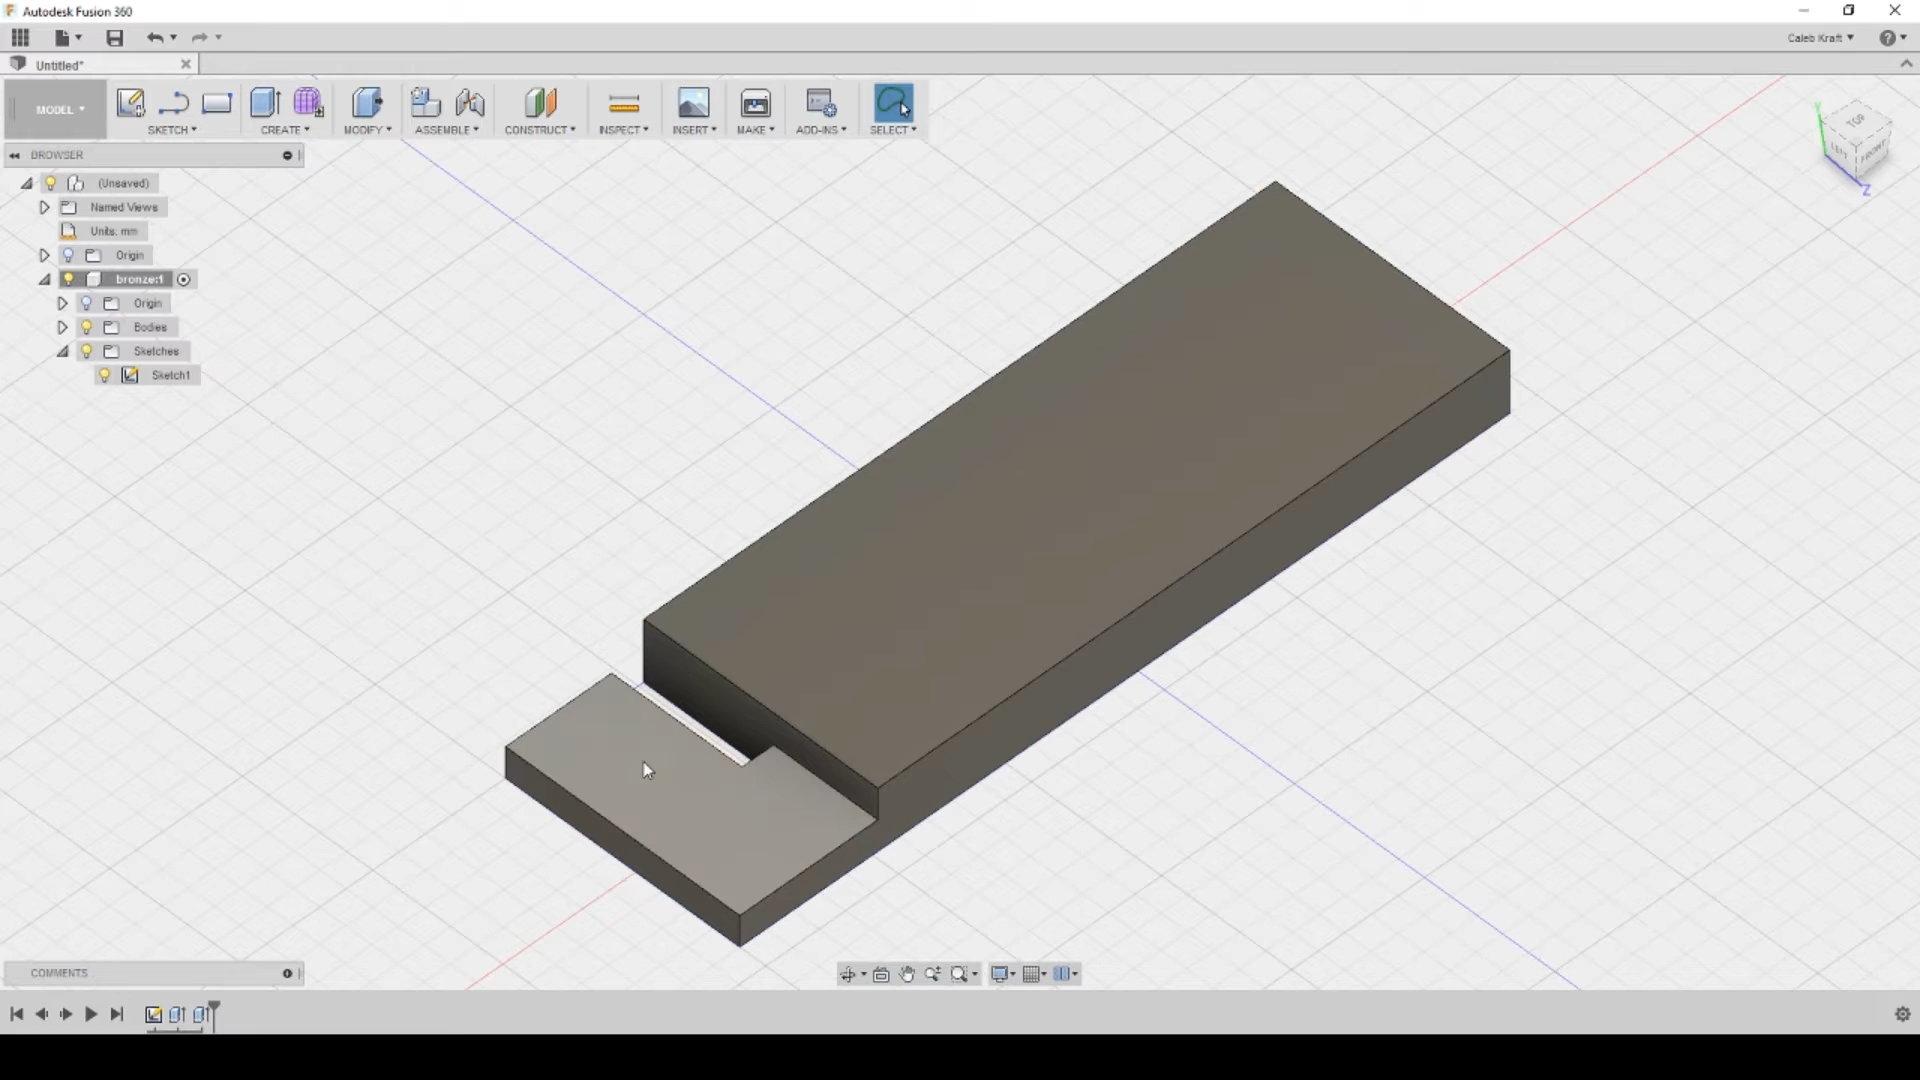 Autodesk Fusion 360
Caleb Kraft
Untitled*
MODEL
SKETCH
CREATE
MODIFY
ASSEMBLE
CONSTRUCT
INSPECT
INSERT
MAKE
ADD-INS
SELECT
Y
TOP
LEFT
FRONT
Z
BROWSER
(Unsaved)
Named Views
Units: mm
Origin
bronze:1
Origin
Bodies
Sketches
Sketch1
COMMENTS